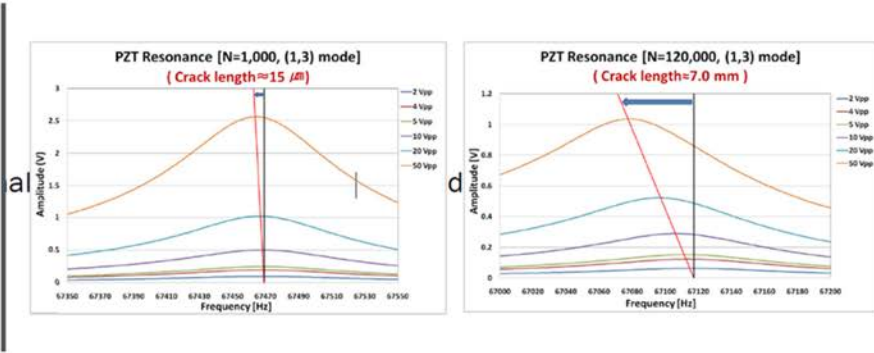 PZT Resonance [N=1,000, (1,3) mode]
( Crack length≈15 ㎛)
3
2.5
2
1.5
1
0.5
0
Amplitude [V]
67350 67370 67390 67410 67430 67450 67470 67490 67510 67530 67550
Frequency [Hz]
2 Vpp
4 Vpp
5 Vpp
10 Vpp
20 Vpp
50 Vpp
nal
d
PZT Resonance [N=120,000, (1,3) mode]
( Crack length=7.0 mm )
1.2
1
0.8
0.6
0.4
0.2
0
Amplitude [V]
67000 67020 67040 67060 67080 67100 67120 67140 67160 67180 67200
Frequency [Hz]
2 Vpp
4 Vpp
5 Vpp
10 Vpp
20 Vpp
50 Vpp